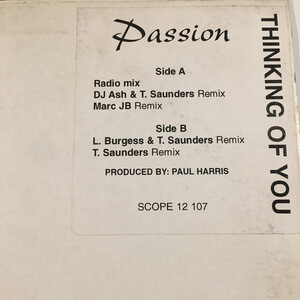 Passion
Side A
Radio mix
DJ Ash & T. Saunders Remix
Marc JB Remix
Side B
L. Burgess & T. Saunders Remix
T. Saunders Remix
PRODUCED BY: PAUL HARRIS
SCOPE 12 107
THINKING OF YOU